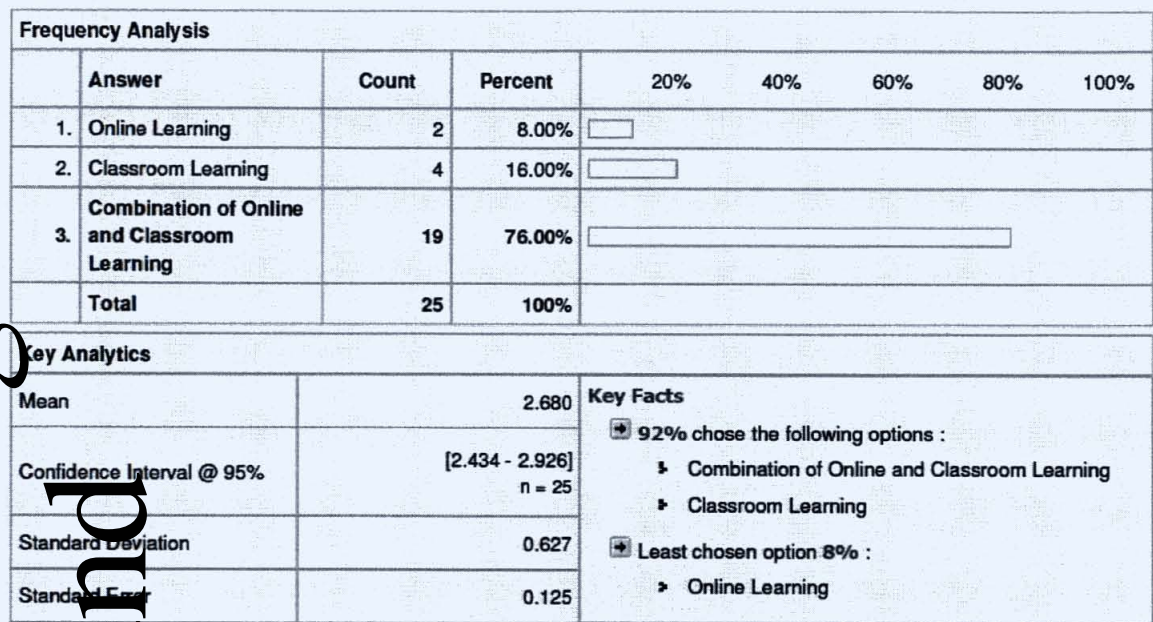 Frequency Analysis
Answer Count Percent 20% 40% 60% 80% 100%
1. Online Learning 2 8.00%
2. Classroom Learning 4 16.00%
Combination of Online
3. and Classroom 19 76.00%
Learning
Total 25 100%
Key Analytics
Mean 2.680
Confidence Interval @ 95% [2.434 - 2.926]
n = 25
Standard Deviation 0.627
Standard Error 0.125
Key Facts
92% chose the following options :
Combination of Online and Classroom Learning
Classroom Learning
Least chosen option 8% :
Online Learning
nd